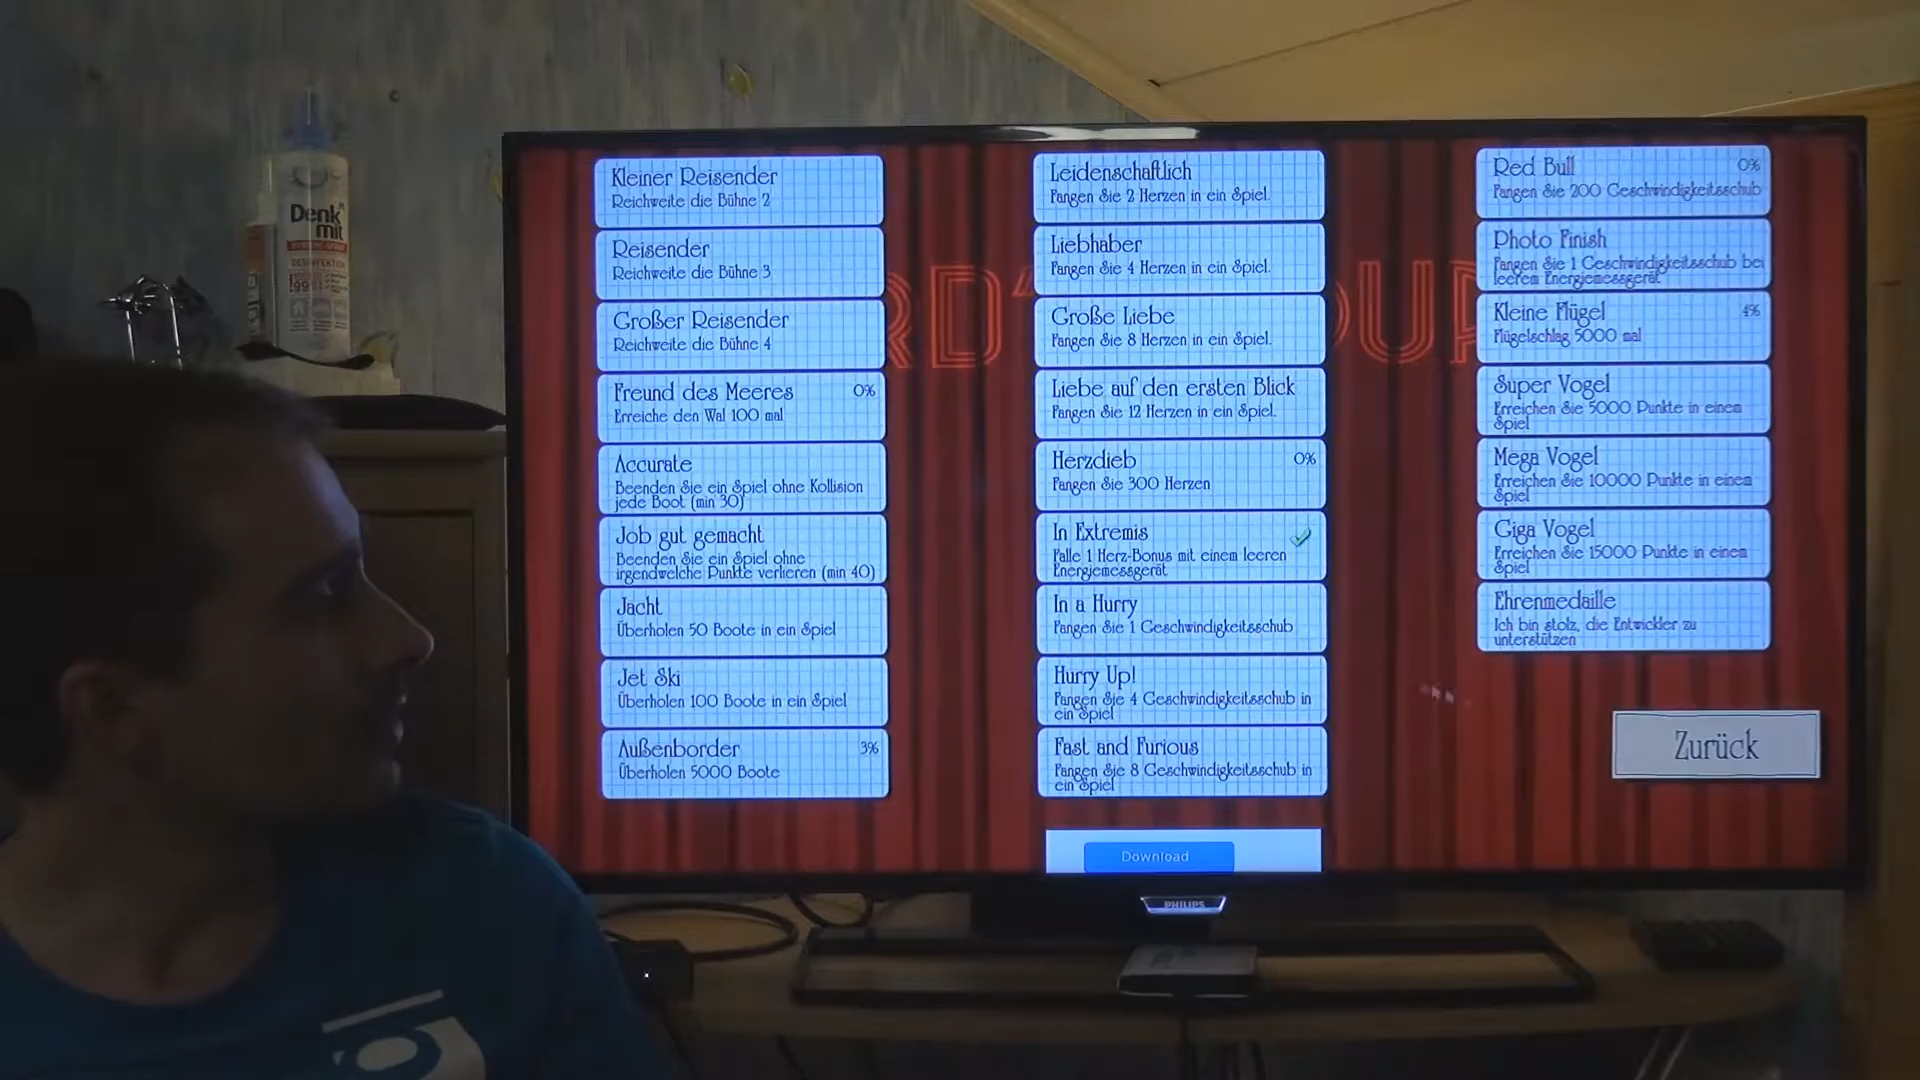 Denk
mit
DESINFEKTION
Kleiner Reisender
Reichweite die Bühne 2
Reisender
Reichweite die Bühne 3
Großer Reisender
Reichweite die Bühne 4
Freund des Meeres 0%
Erreiche den Wal 100 mal
Accurate
Beenden Sie ein Spiel ohne Kollision
jede Boot (min 30)
Job gut gemacht
Beenden Sie ein Spiel ohne
irgendwelche Punkte verlieren (min 40)
Jacht
Überholen 50 Boote in ein Spiel
Jet Ski
Überholen 100 Boote in ein Spiel
Außenborder 3%
Überholen 5000 Boote
Leidenschaftlich
Fangen Sie 2 Herzen in ein Spiel.
Liebhaber
Fangen Sie 4 Herzen in ein Spiel.
Große Liebe
Fangen Sie 8 Herzen in ein Spiel.
Liebe auf den ersten Blick
Fangen Sie 12 Herzen in ein Spiel.
Herzdieb 0%
Fangen Sie 300 Herzen
In Extremis
Falle 1 Herz-Bonus mit einem leeren
Energiemessgerät
In a Hurry
Fangen Sie 1 Geschwindigkeitsschub
Hurry Up!
Fangen Sie 4 Geschwindigkeitsschub in
ein Spiel
Fast and Furious
Fangen Sie 8 Geschwindigkeitsschub in
ein Spiel
Download
Red Bull 0%
Fangen Sie 200 Geschwindigkeitsschub
Photo Finish
Fangen Sie 1 Geschwindigkeitsschub bei
leerem Energiemessgerät
Kleine Flügel 4%
Flügelschlag 5000 mal
Super Vogel
Erreichen Sie 5000 Punkte in einem
Spiel
Mega Vogel
Erreichen Sie 10000 Punkte in einem
Spiel
Giga Vogel
Erreichen Sie 15000 Punkte in einem
Spiel
Ehrenmedaille
Ich bin stolz, die Entwickler zu
unterstützen
Zurück
PHILIPS